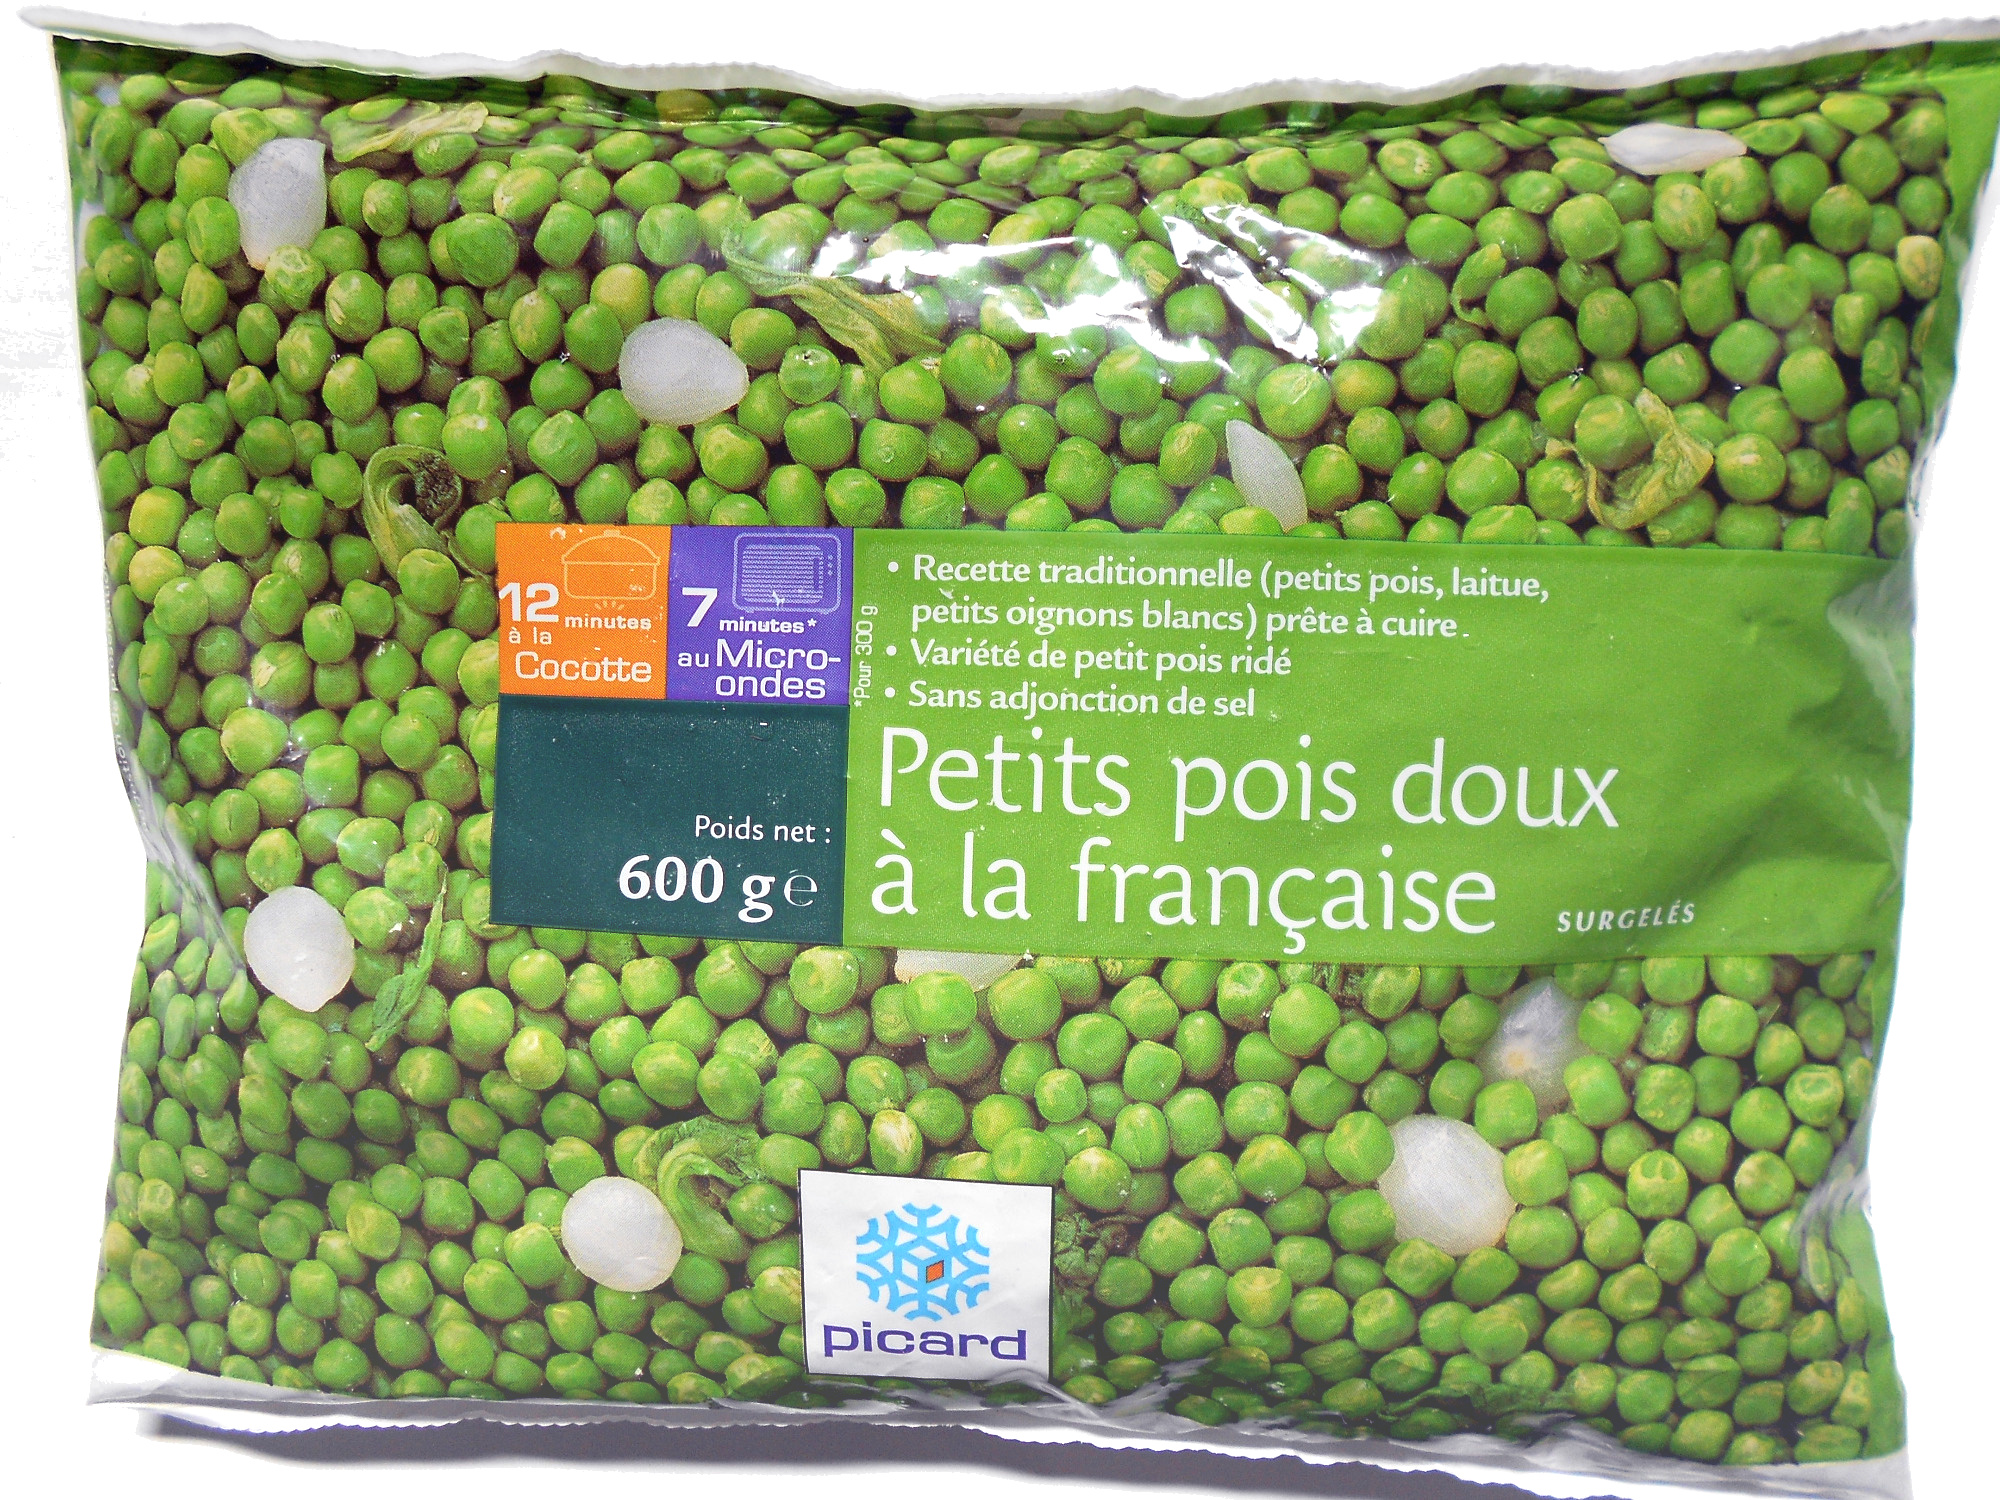 12 minutes
à la
Cocotte
7 minutes*
au Micro-
ondes
*Pour 300 g
• Recette traditionnelle (petits pois, laitue,
petits oignons blancs) prête à cuire.
• Variété de petit pois ridé
• Sans adjonction de sel
Petits pois doux
à la française
SURGELÉS
Poids net :
600 g e
picard